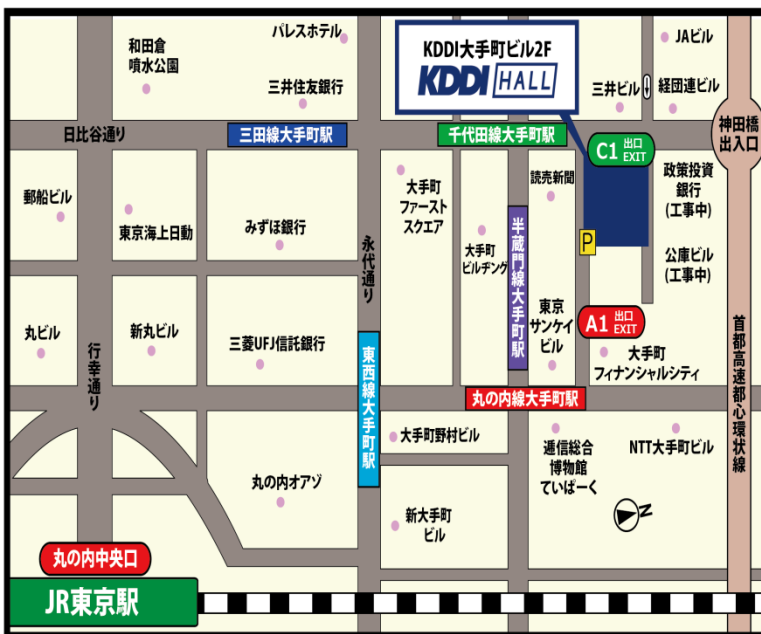 パレスホテル
和田倉
噴水公園
三井住友銀行
KDDI大手町ビル2F
KDDI HALL
JAビル
三井ビル
経団連ビル
日比谷通り
三田線大手町駅
千代田線大手町駅
C1 出口
EXIT
神田橋
出入口
郵船ビル
東京海上日動
みずほ銀行
永代通り
大手町
ファースト
スクエア
大手町
ビルヂング
半蔵門線大手町駅
読売新聞
P
政策投資
銀行
(工事中)
公庫ビル
(工事中)
丸ビル
新丸ビル
行幸通り
三菱UFJ信託銀行
東西線大手町駅
東京
サンケイ
ビル
A1 出口
EXIT
大手町
フィナンシャルシティ
首都高速都心環状線
丸の内線大手町駅
大手町野村ビル
逓信総合
博物館
ていぱーく
NTT大手町ビル
丸の内オアゾ
新大手町
ビル
N
丸の内中央口
JR東京駅